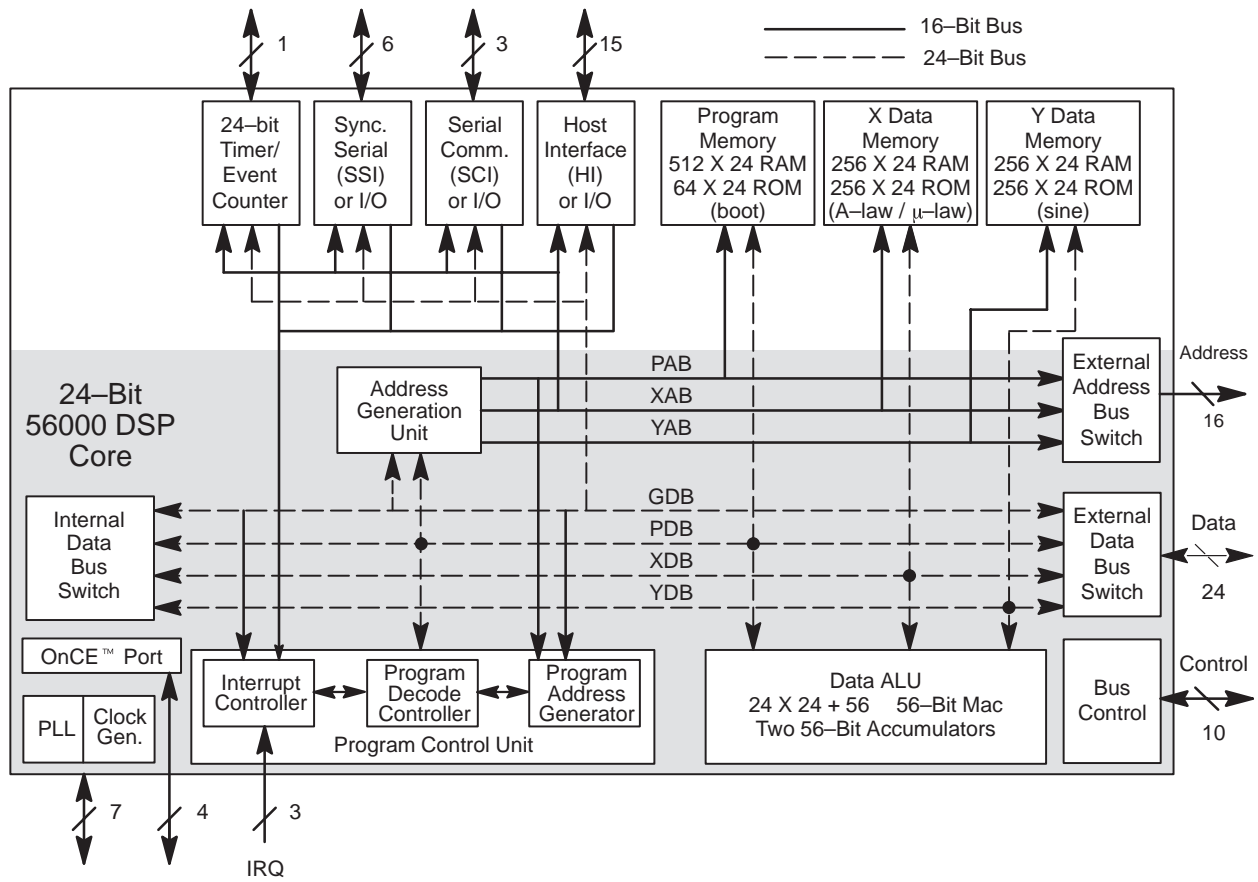 1
6
3
15
16–Bit Bus
24–Bit Bus
24–bit
Timer/
Event
Counter
Sync.
Serial
(SSI)
or I/O
Serial
Comm.
(SCI)
or I/O
Host
Interface
(HI)
or I/O
Program
Memory
512 X 24 RAM
64 X 24 ROM
(boot)
X Data
Memory
256 X 24 RAM
256 X 24 ROM
(A–law / μ–law)
Y Data
Memory
256 X 24 RAM
256 X 24 ROM
(sine)
24–Bit
56000 DSP
Core
Address
Generation
Unit
PAB
XAB
YAB
External
Address
Bus
Switch
Address
16
Internal
Data
Bus
Switch
GDB
PDB
XDB
YDB
External
Data
Bus
Switch
Data
24
OnCE™ Port
PLL
Clock
Gen.
Interrupt
Controller
Program
Decode
Controller
Program
Address
Generator
Program Control Unit
Data ALU
24 X 24 + 56 56–Bit Mac
Two 56–Bit Accumulators
Bus
Control
Control
10
7
4
3
IRQ